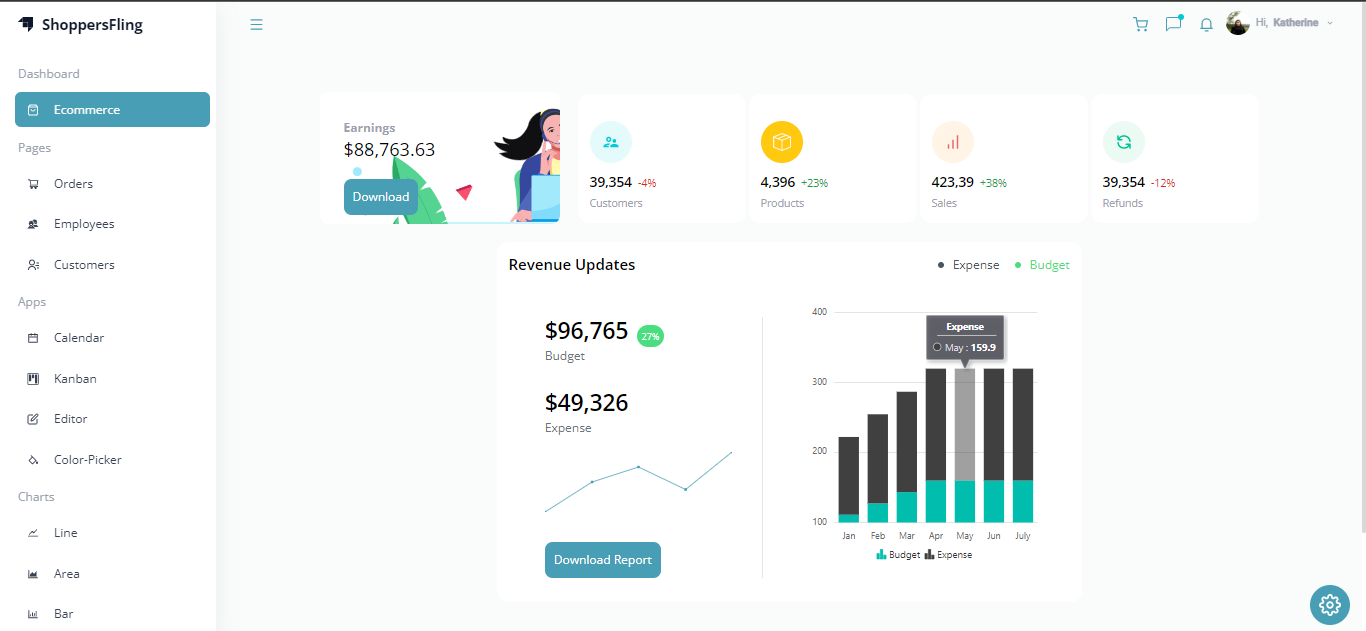 ShoppersFling
Hi, Katherine
Dashboard
Ecommerce
Pages
Orders
Employees
Customers
Apps
Calendar
Kanban
Editor
Color-Picker
Charts
Line
Area
Bar
Earnings
$88,763.63
Download
39,354 -4%
Customers
4,396 +23%
Products
423,39 +38%
Sales
39,354 -12%
Refunds
Revenue Updates
Expense Budget
$96,765 27%
Budget
$49,326
Expense
Download Report
400
300
200
100
Expense
May : 159.9
Jan Feb Mar Apr May Jun July
Budget Expense